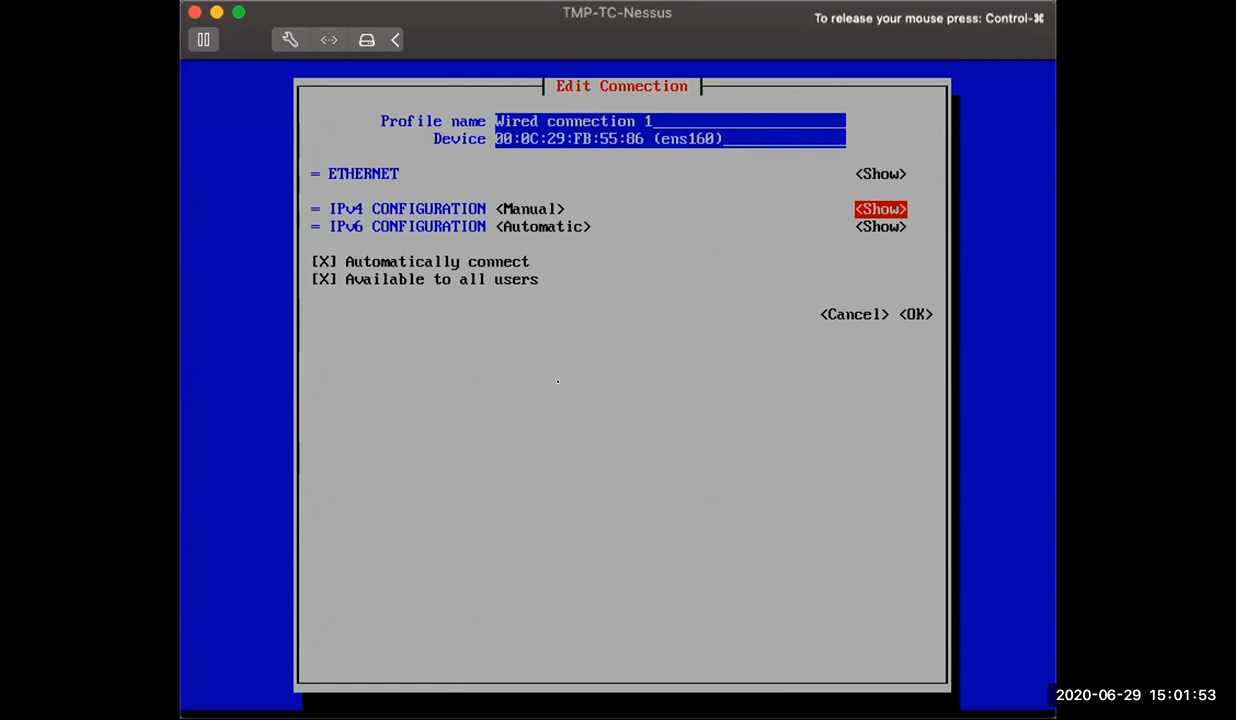 TMP-TC-Nessus
To release your mouse press: Control-⌘
Edit Connection
Profile name Wired connection 1
Device 00:0C:29:FB:55:86 (ens160)
= ETHERNET <Show>
= IPv4 CONFIGURATION <Manual> <Show>
= IPv6 CONFIGURATION <Automatic> <Show>
[X] Automatically connect
[X] Available to all users
<Cancel> <OK>
2020-06-29 15:01:53